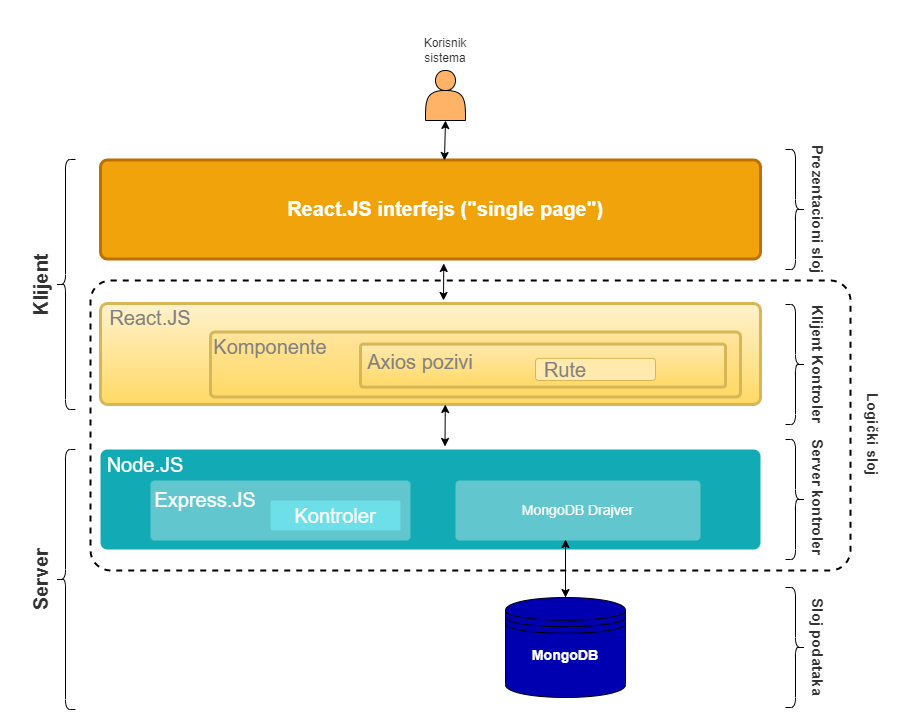 Korisnik
sistema
React.JS interfejs ("single page")
Prezentacioni sloj
Klijent
React.JS
Komponente
Axios pozivi
Rute
Klijent Kontroler
Logički sloj
Node.JS
Express.JS
Kontroler
MongoDB Drajver
Server kontroler
Server
MongoDB
Sloj podataka